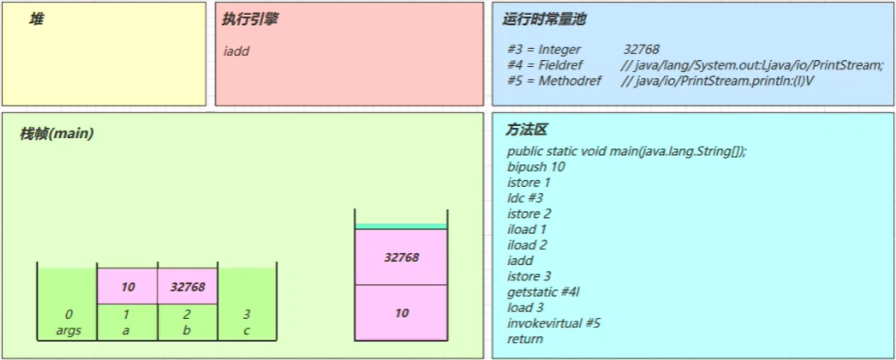 堆
执行引擎
iadd
运行时常量池
#3 = Integer 32768
#4 = Fieldref // java/lang/System.out:Ljava/io/PrintStream;
#5 = Methodref // java/io/PrintStream.println:(I)V
栈帧(main)
10 32768
0 1 2 3
args a b c
32768
10
方法区
public static void main(java.lang.String[]);
bipush 10
istore 1
ldc #3
istore 2
iload 1
iload 2
iadd
istore 3
getstatic #4l
load 3
invokevirtual #5
return